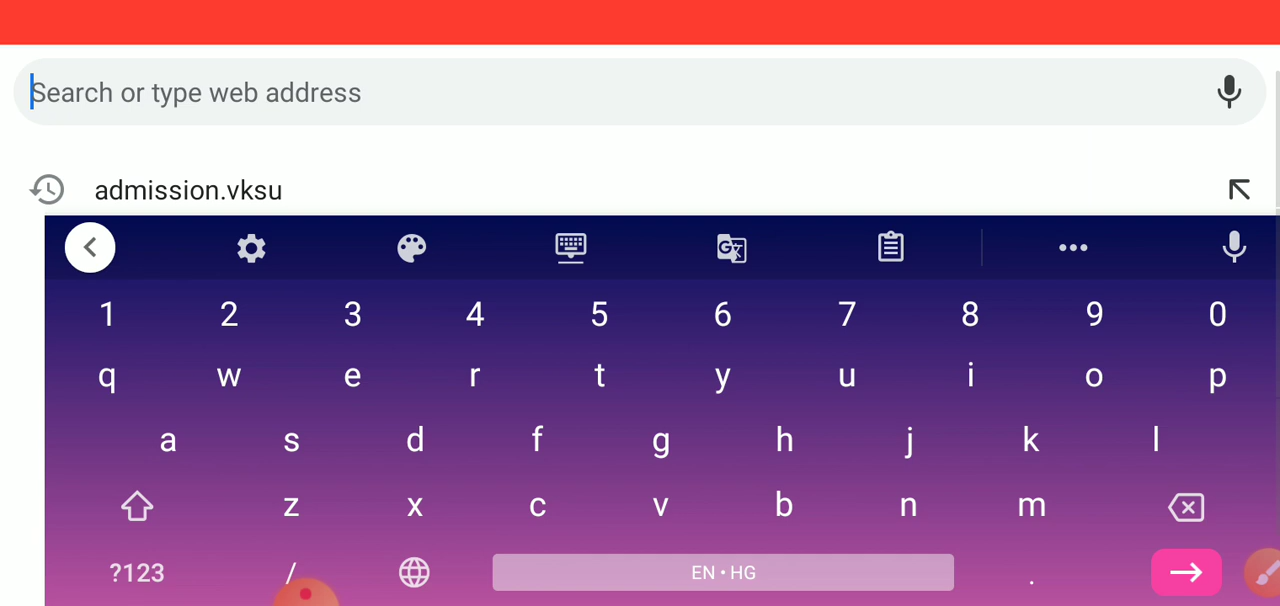 Search or type web address
admission.vksu
1 2 3 4 5 6 7 8 9 0
q w e r t y u i o p
a s d f g h j k l
z x c v b n m
?123 / EN • HG .